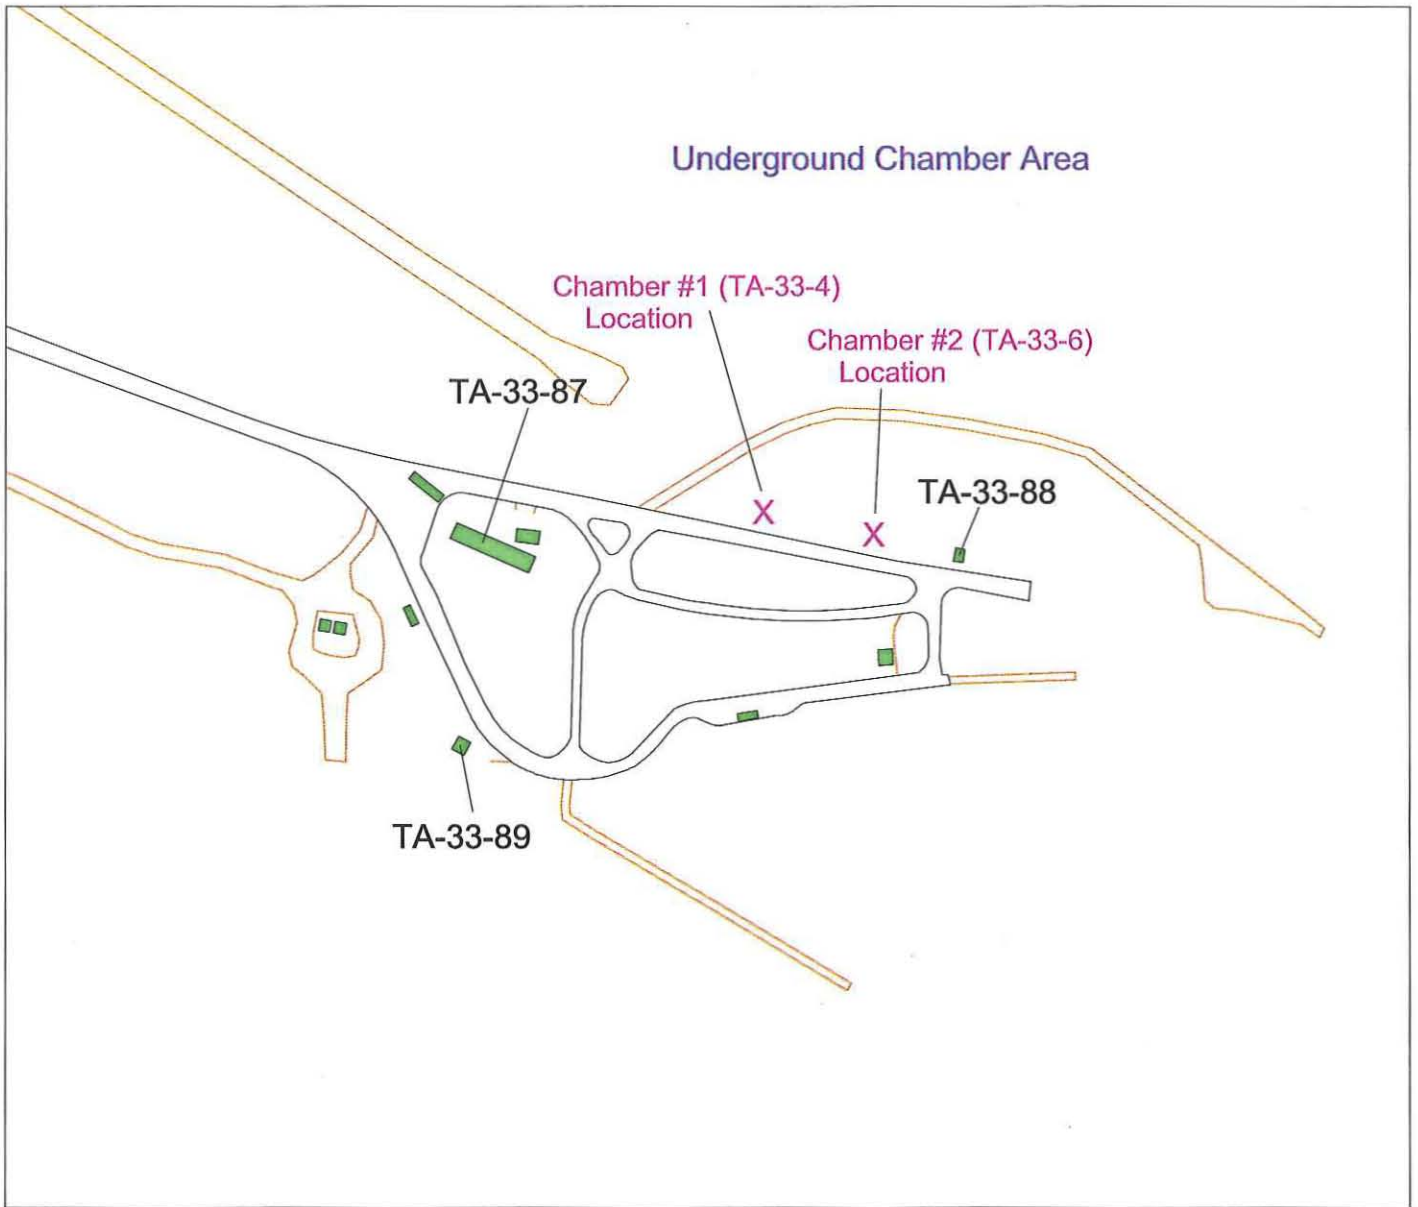 Underground Chamber Area
Chamber #1 (TA-33-4)
Location
Chamber #2 (TA-33-6)
Location
TA-33-87
TA-33-88
X
X
TA-33-89